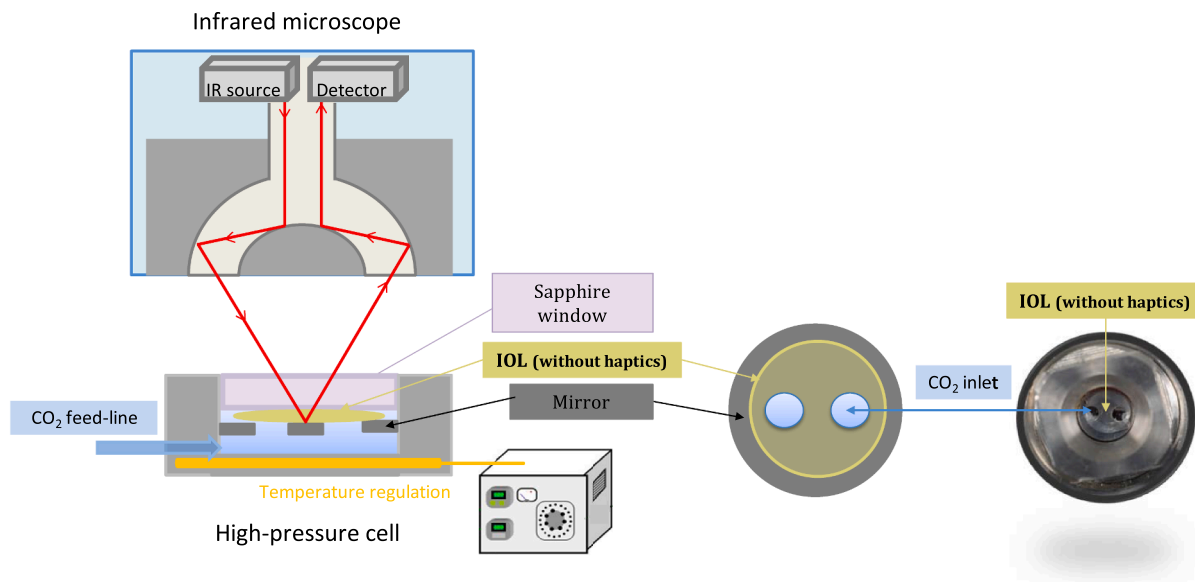 Infrared microscope
IR source
Detector
Sapphire
window
IOL (without haptics)
IOL (without haptics)
CO₂ inlet
Mirror
CO₂ feed-line
Temperature regulation
High-pressure cell